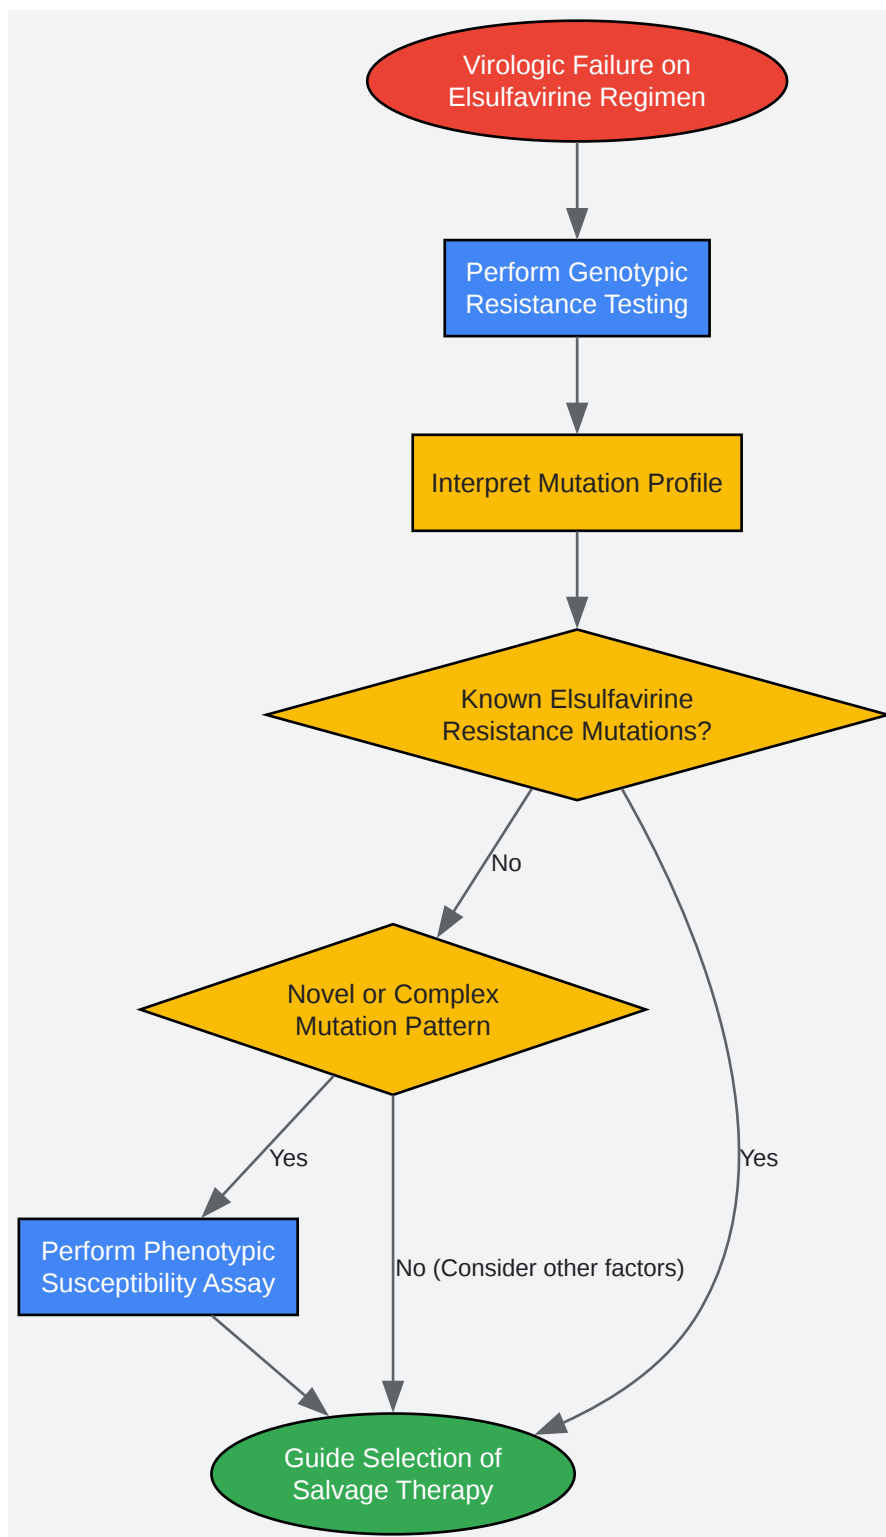 Virologic Failure on
Elsulfavirine Regimen
Perform Genotypic
Resistance Testing
Interpret Mutation Profile
Known Elsulfavirine
Resistance Mutations?
No
Novel or Complex
Mutation Pattern
Yes
Yes
Perform Phenotypic
Susceptibility Assay
No (Consider other factors)
Guide Selection of
Salvage Therapy